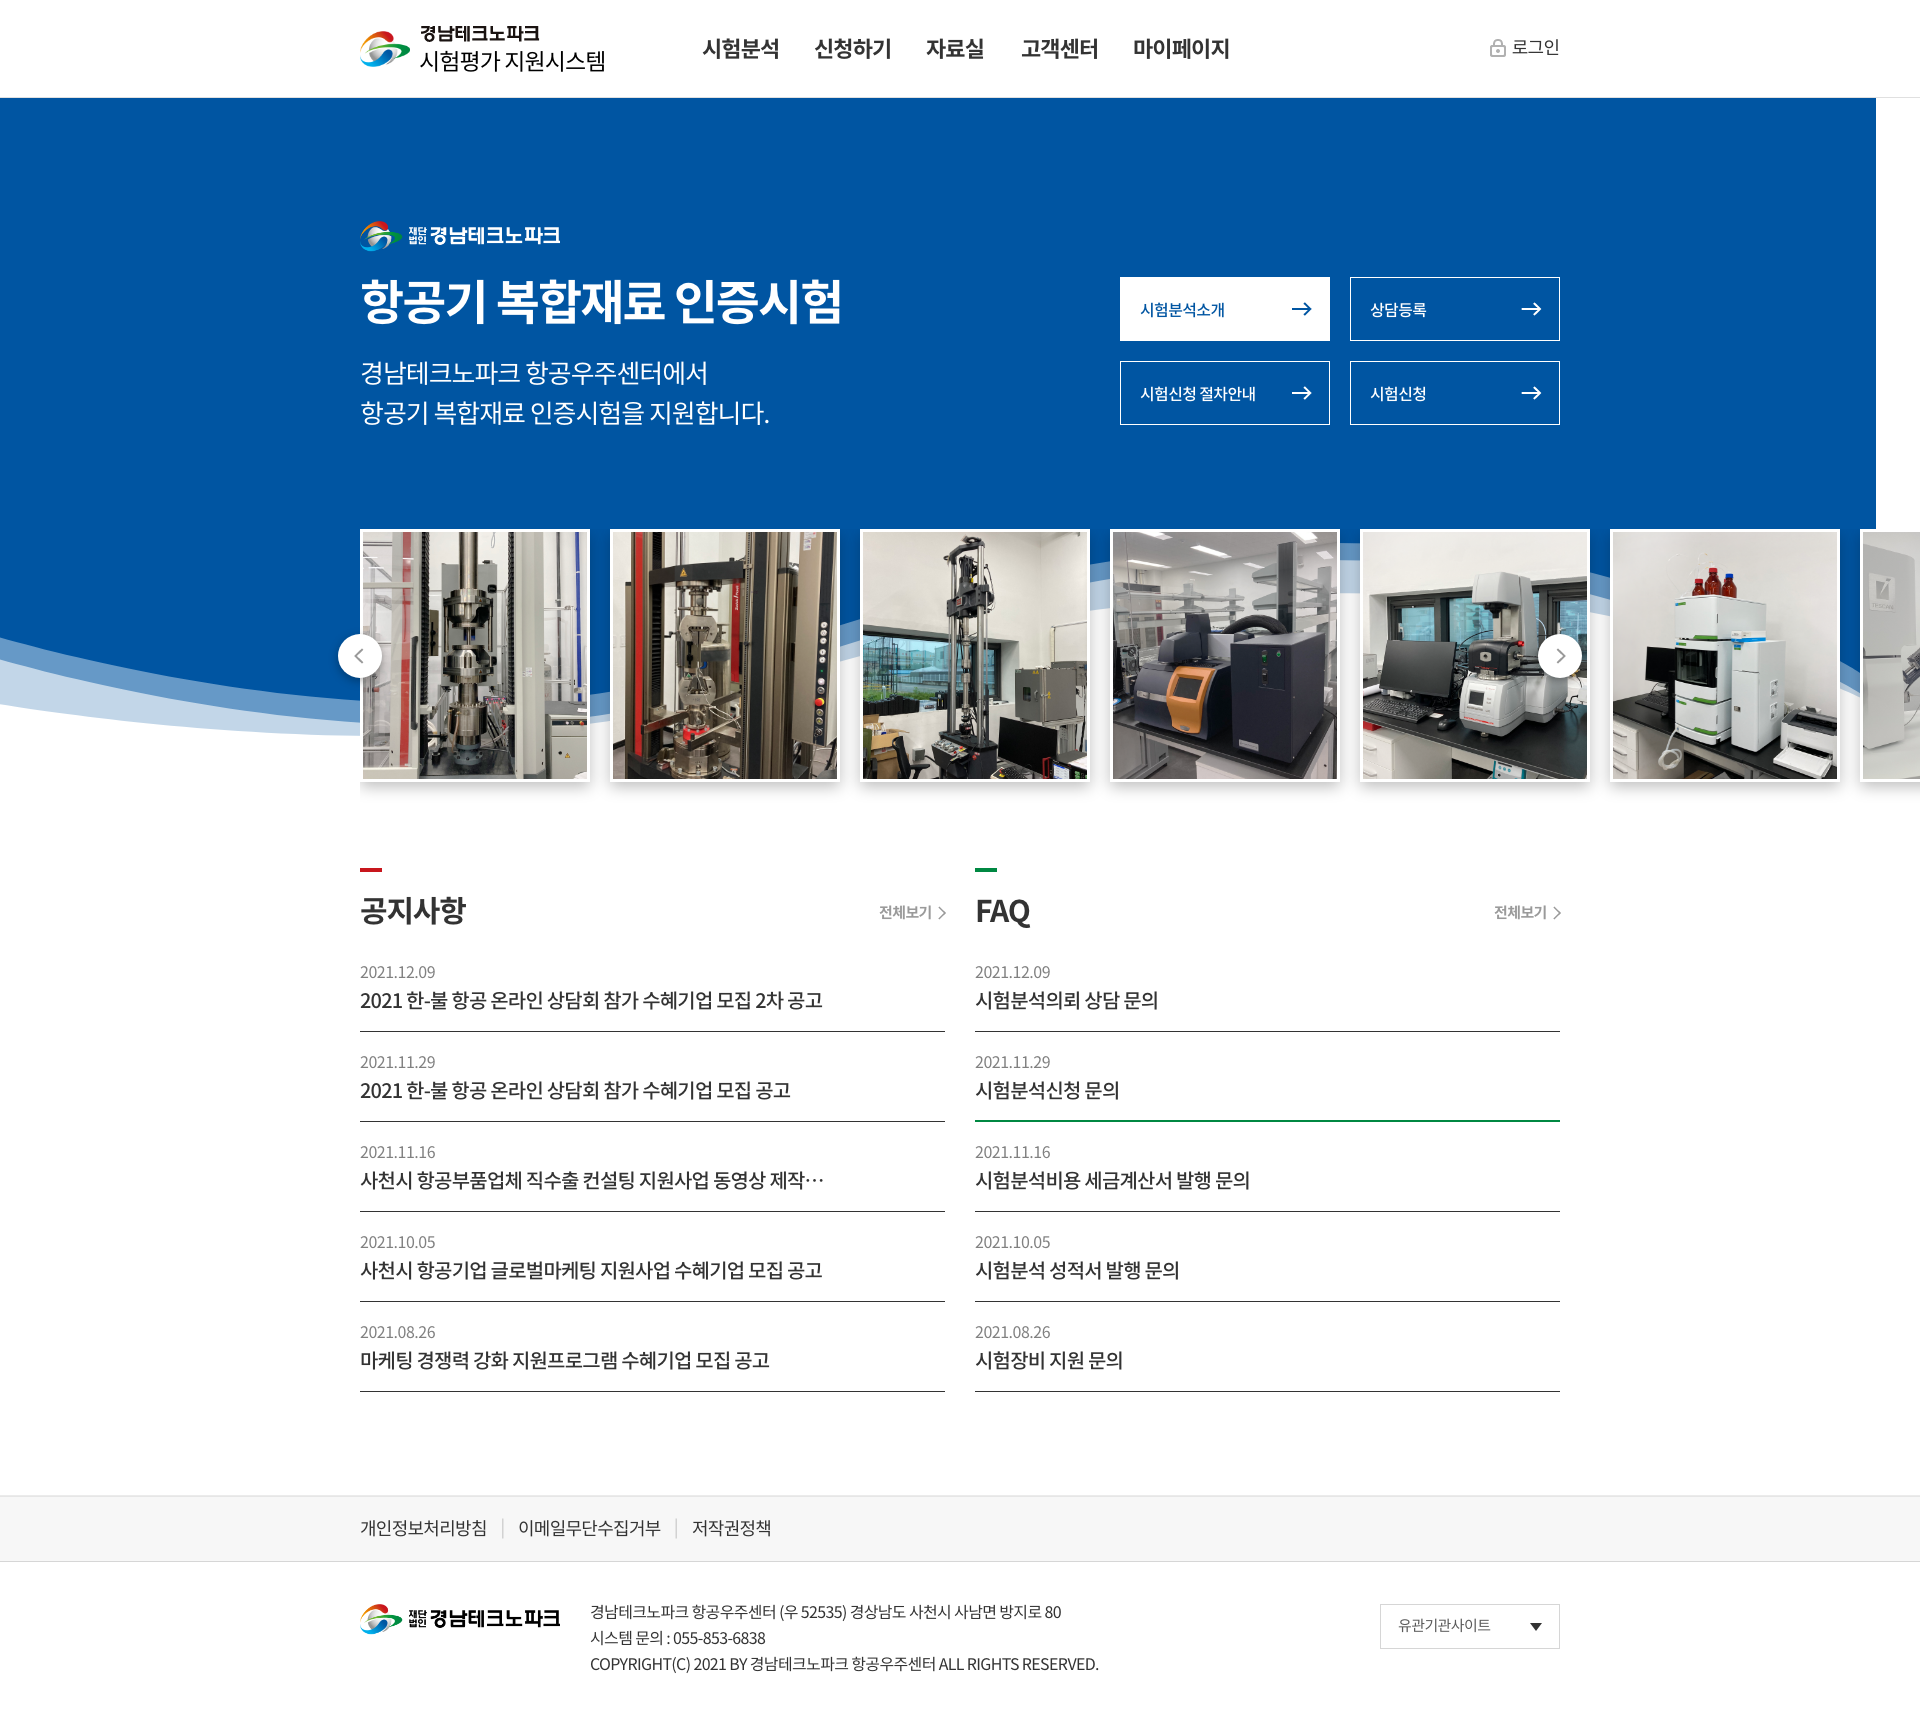 경남테크노파크
시험평가 지원시스템
시험분석 신청하기 자료실 고객센터 마이페이지
로그인
재단법인 경남테크노파크
항공기 복합재료 인증시험
경남테크노파크 항공우주센터에서
항공기 복합재료 인증시험을 지원합니다.
시험분석소개
상담등록
시험신청 절차안내
시험신청
공지사항
전체보기
2021.12.09
2021 한-불 항공 온라인 상담회 참가 수혜기업 모집 2차 공고
2021.11.29
2021 한-불 항공 온라인 상담회 참가 수혜기업 모집 공고
2021.11.16
사천시 항공부품업체 직수출 컨설팅 지원사업 동영상 제작…
2021.10.05
사천시 항공기업 글로벌마케팅 지원사업 수혜기업 모집 공고
2021.08.26
마케팅 경쟁력 강화 지원프로그램 수혜기업 모집 공고
FAQ
전체보기
2021.12.09
시험분석의뢰 상담 문의
2021.11.29
시험분석신청 문의
2021.11.16
시험분석비용 세금계산서 발행 문의
2021.10.05
시험분석 성적서 발행 문의
2021.08.26
시험장비 지원 문의
개인정보처리방침 | 이메일무단수집거부 | 저작권정책
재단법인 경남테크노파크
경남테크노파크 항공우주센터 (우 52535) 경상남도 사천시 사남면 방지로 80
시스템 문의 : 055-853-6838
COPYRIGHT(C) 2021 BY 경남테크노파크 항공우주센터 ALL RIGHTS RESERVED.
유관기관사이트